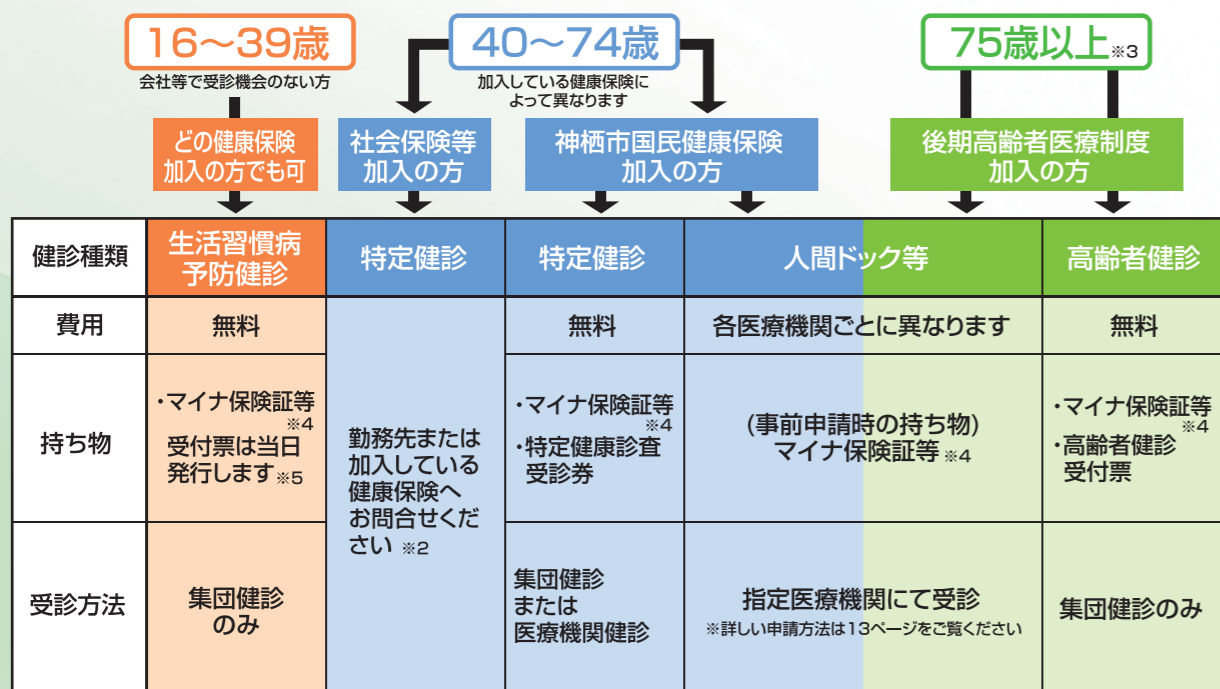 16〜39歳
会社等で受診機会のない方
40〜74歳
加入している健康保険に
よって異なります
75歳以上※3
どの健康保険
加入の方でも可
社会保険等
加入の方
神栖市国民健康保険
加入の方
後期高齢者医療制度
加入の方
健診種類
生活習慣病
予防健診
特定健診
特定健診
人間ドック等
高齢者健診
費用
無料
無料
各医療機関ごとに異なります
無料
持ち物
・マイナ保険証等
※4
受付票は当日
発行します※5
勤務先または
加入している
健康保険へ
お問合せくだ
さい ※2
・マイナ保険証等
※4
・特定健康診査
受診券
(事前申請時の持ち物)
マイナ保険証等※4
・マイナ保険証等
※4
・高齢者健診
受付票
受診方法
集団健診
のみ
集団健診
または
医療機関健診
指定医療機関にて受診
※詳しい申請方法は13ページをご覧ください
集団健診のみ